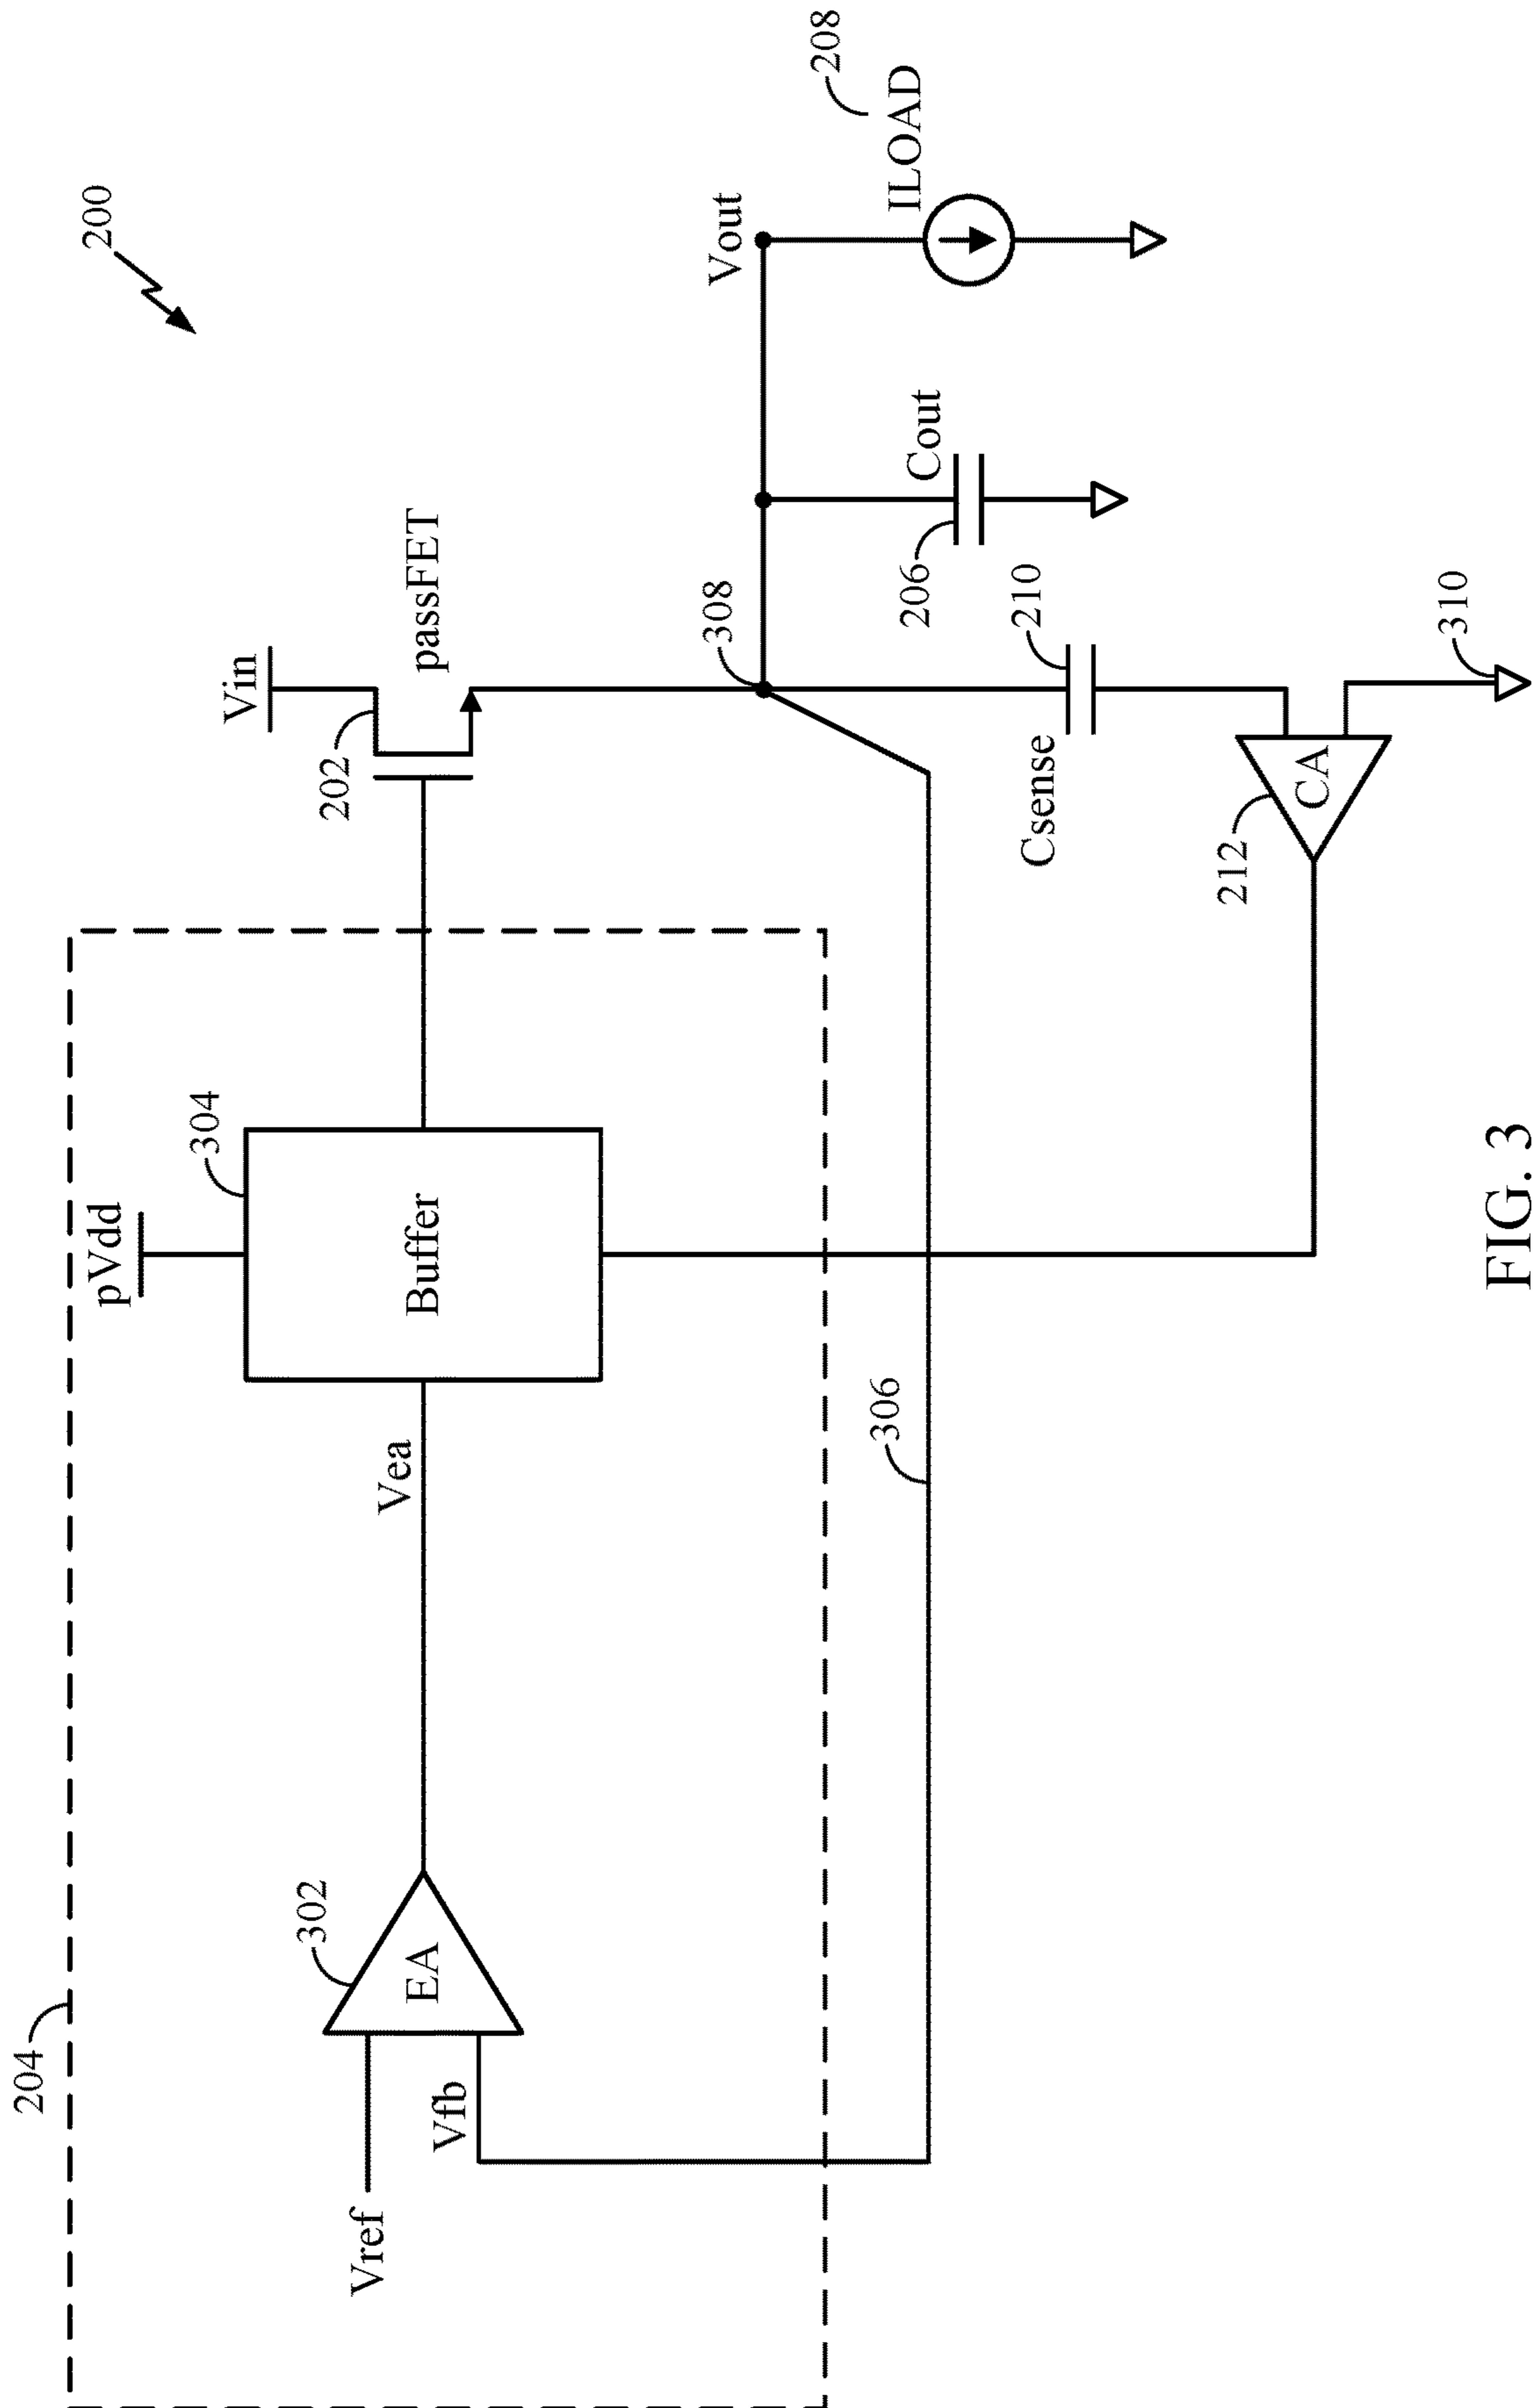 200
204
pVdd
304
Vin
202
passFET
302
EA
Vref
Vfb
Vea
Buffer
308
Vout
ILOAD
208
306
Cout
206
210
Csense
212
CA
310
FIG. 3